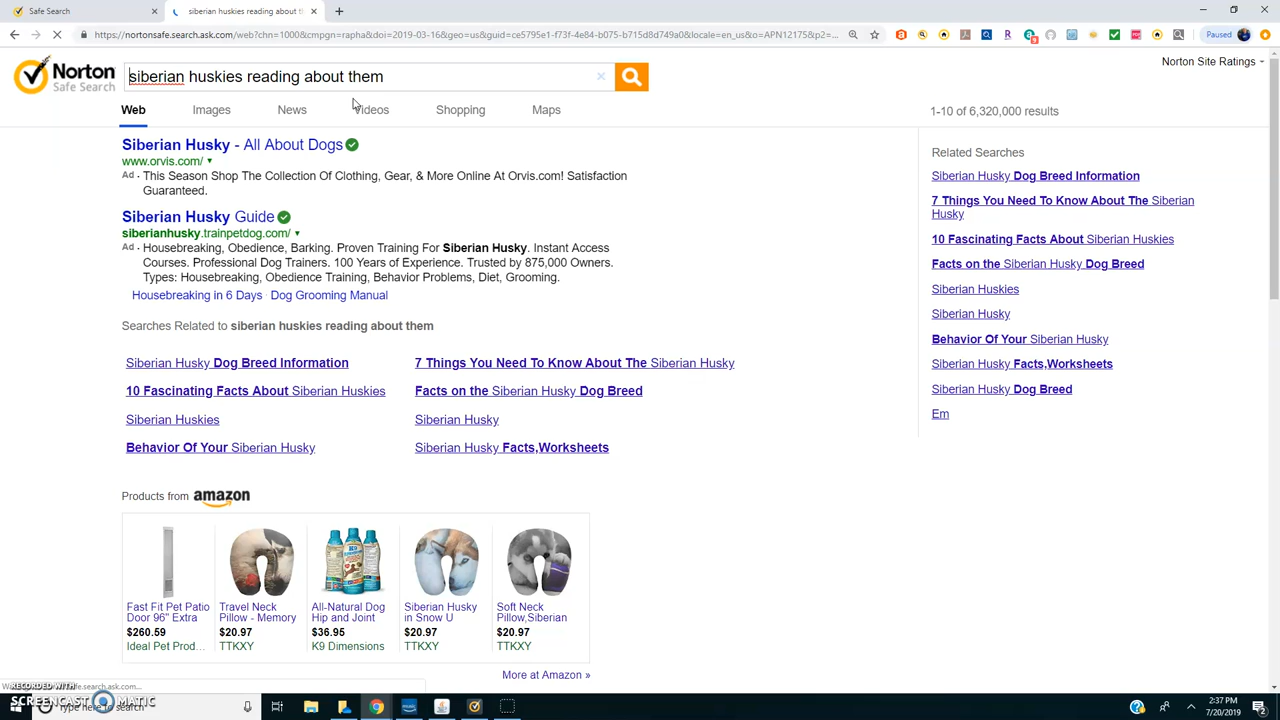 Safe Search
siberian huskies reading about th
https://nortonsafe.search.ask.com/web?chn=1000&cmpgn=rapha&doi=2019-03-16&geo=us&guid=ce5795e1-f73f-4e84-b075-b715d8d749a0&locale=en_us&o=APN12175&p2=...
Paused
Norton
Safe Search
siberian huskies reading about them
Norton Site Ratings
Web Images News Videos Shopping Maps
1-10 of 6,320,000 results
Siberian Husky - All About Dogs
www.orvis.com/
Ad · This Season Shop The Collection Of Clothing, Gear, & More Online At Orvis.com! Satisfaction
Guaranteed.
Siberian Husky Guide
siberianhusky.trainpetdog.com/
Ad · Housebreaking, Obedience, Barking. Proven Training For Siberian Husky. Instant Access
Courses. Professional Dog Trainers. 100 Years of Experience. Trusted by 875,000 Owners.
Types: Housebreaking, Obedience Training, Behavior Problems, Diet, Grooming.
Housebreaking in 6 Days · Dog Grooming Manual
Searches Related to siberian huskies reading about them
Siberian Husky Dog Breed Information
7 Things You Need To Know About The Siberian Husky
10 Fascinating Facts About Siberian Huskies
Facts on the Siberian Husky Dog Breed
Siberian Huskies
Siberian Husky
Behavior Of Your Siberian Husky
Siberian Husky Facts,Worksheets
Related Searches
Siberian Husky Dog Breed Information
7 Things You Need To Know About The Siberian
Husky
10 Fascinating Facts About Siberian Huskies
Facts on the Siberian Husky Dog Breed
Siberian Huskies
Siberian Husky
Behavior Of Your Siberian Husky
Siberian Husky Facts,Worksheets
Siberian Husky Dog Breed
Em
Products from amazon
Fast Fit Pet Patio
Door 96" Extra
$260.59
Ideal Pet Prod...
Travel Neck
Pillow - Memory
$20.97
TTKXY
All-Natural Dog
Hip and Joint
$36.95
K9 Dimensions
Siberian Husky
in Snow U
$20.97
TTKXY
Soft Neck
Pillow,Siberian
$20.97
TTKXY
More at Amazon »
RECORDED WITH
SCREENCAST MATIC
2:37 PM
7/20/2019